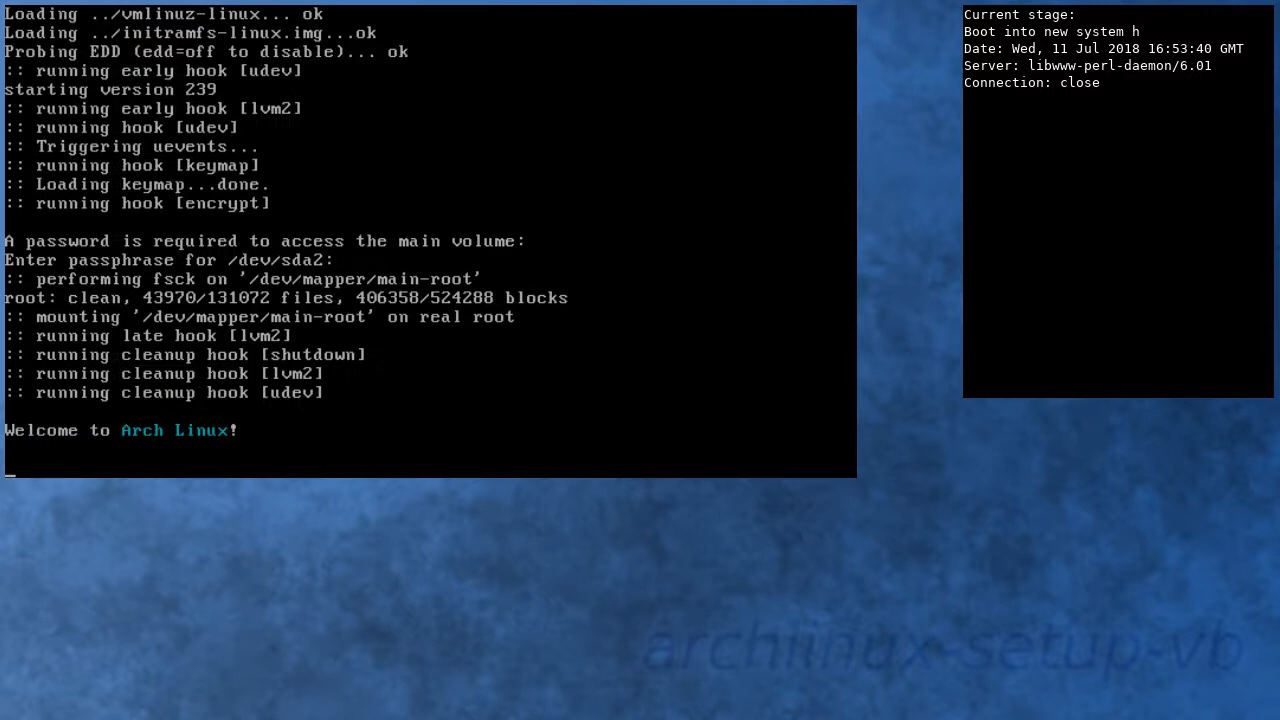 Loading ../vmlinuz-linux... ok
Loading ../initramfs-linux.img...ok
Probing EDD (edd=off to disable)... ok
:: running early hook [udev]
starting version 239
:: running early hook [lvm2]
:: running hook [udev]
:: Triggering uevents...
:: running hook [keymap]
:: Loading keymap...done.
:: running hook [encrypt]
A password is required to access the main volume:
Enter passphrase for /dev/sda2:
:: performing fsck on '/dev/mapper/main-root'
root: clean, 43970/131072 files, 406358/524288 blocks
:: mounting '/dev/mapper/main-root' on real root
:: running late hook [lvm2]
:: running cleanup hook [shutdown]
:: running cleanup hook [lvm2]
:: running cleanup hook [udev]
Welcome to Arch Linux!
_
Current stage:
Boot into new system h
Date: Wed, 11 Jul 2018 16:53:40 GMT
Server: libwww-perl-daemon/6.01
Connection: close
archlinux-setup-vb